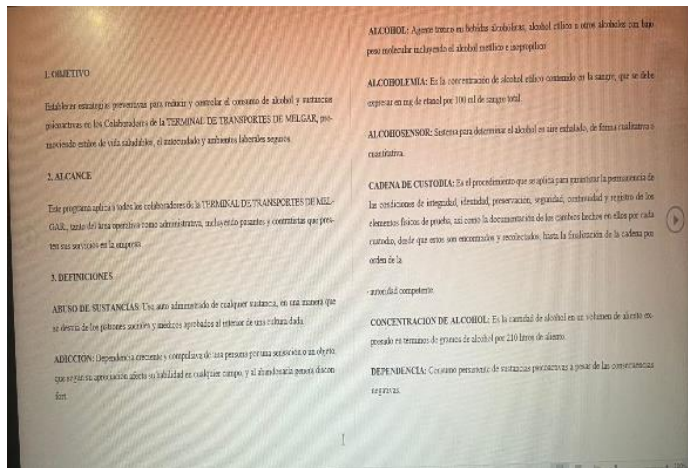 1. OBJETIVO
Establecer estrategias preventivas para reducir y controlar el consumo de alcohol y sustancias
psicoactivas en los Colaboradores de la TERMINAL DE TRANSPORTES DE MELGAR, pro-
moviendo estilos de vida saludables, el autocuidado y ambientes laborales seguros
2. ALCANCE
Este programa aplica a todos los colaboradores de la TERMINAL DE TRANSPORTES DE MEL-
GAR., tanto del área operativa como administrativa, incluyendo pasantes y contratistas que pres-
ten sus servicios en la empresa
3. DEFINICIONES
ABUSO DE SUSTANCIAS: Uso auto administrado de cualquier sustancia, en una manera que
se desvía de los patrones sociales y médicos aprobados al interior de una cultura dada.
ADICCIÓN: Dependencia creciente y compulsiva de una persona por una sensación o un objeto,
que según su apreciación afecta su habilidad en cualquier campo, y al abandonarla genera discon
fort.
ALCOHOL: Agente tóxico en bebidas alcohólicas, alcohol etílico u otros alcoholes con bajo
peso molecular incluyendo el alcohol metílico e isopropílico
ALCOHOLEMIA: Es la concentración de alcohol etílico contenido en la sangre, que se debe
expresar en mg de etanol por 100 ml de sangre total.
ALCOHOSENSOR: Sistema para determinar el alcohol en aire exhalado, de forma cualitativa o
cuantitativa.
CADENA DE CUSTODIA: Es el procedimiento que se aplica para garantizar la permanencia de
las condiciones de integridad, identidad, preservación, seguridad, continuidad y registro de los
elementos físicos de prueba, así como la documentación de los cambios hechos en ellos por cada
custodio, desde que estos son encontrados y recolectados, hasta la finalización de la cadena por
orden de la
- autoridad competente.
CONCENTRACION DE ALCOHOL: Es la cantidad de alcohol en un volumen de aliento ex-
presado en términos de gramos de alcohol por 210 litros de aliento.
DEPENDENCIA: Consumo persistente de sustancias psicoactivas a pesar de las consecuencias
negativas.